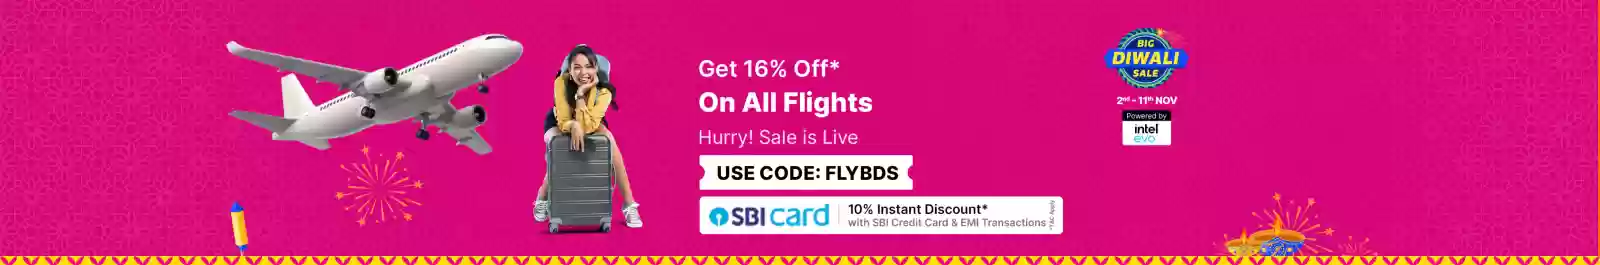 Get 16% Off*
On All Flights
Hurry! Sale is Live
USE CODE: FLYBDS
SBI card
10% Instant Discount*
with SBI Credit Card & EMI Transactions
*T&C Apply
BIG
DIWALI
SALE
2nd - 11th NOV
Powered by
intel
evo